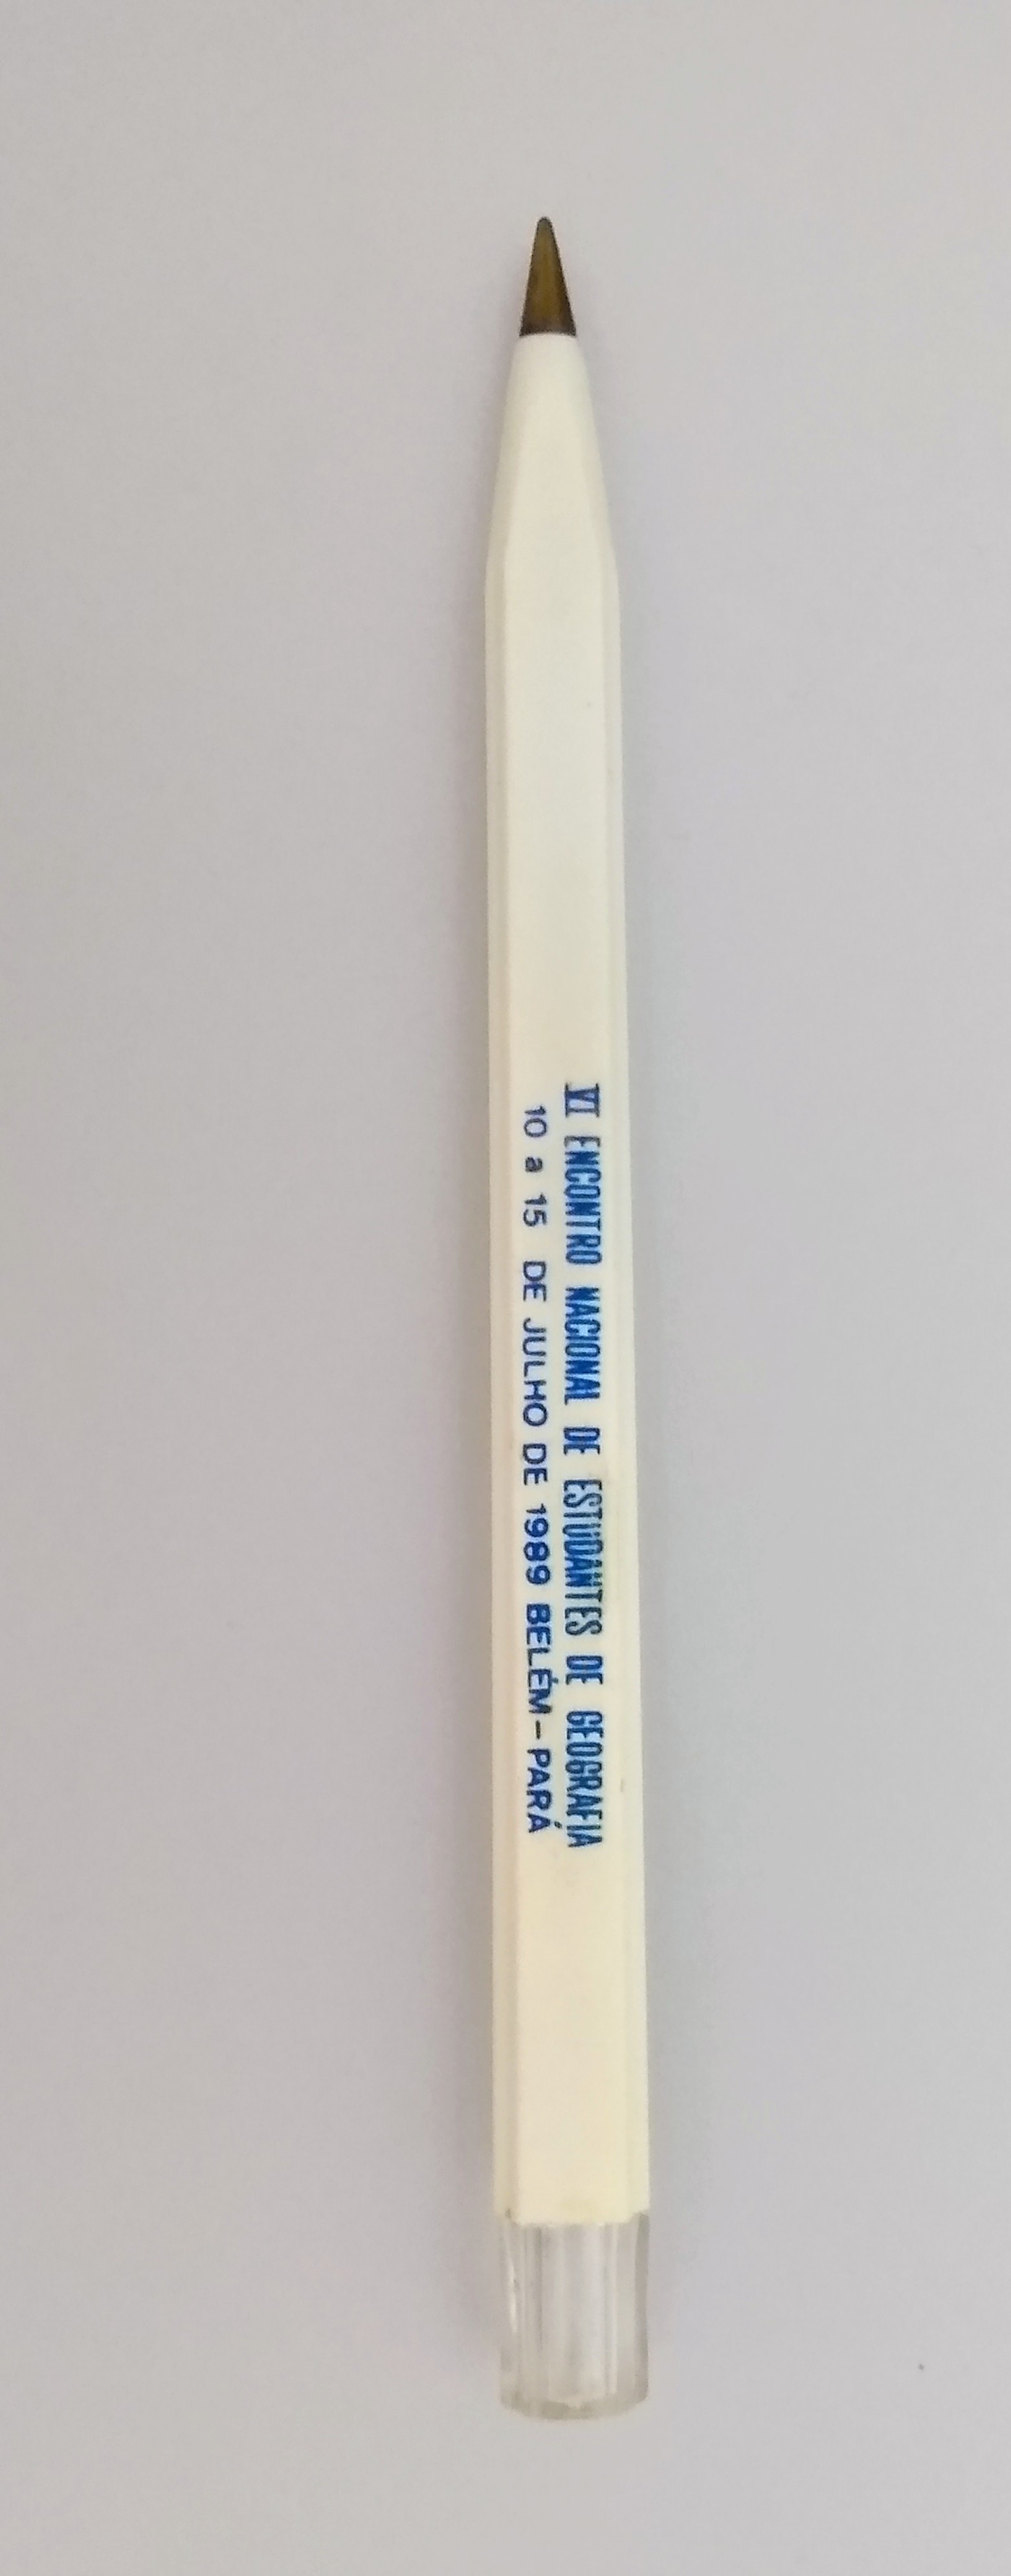 VI ENCONTRO NACIONAL DE ESTUDANTES DE GEOGRAFIA
10 a 15 DE JULHO DE 1989 BELÉM-PARÁ